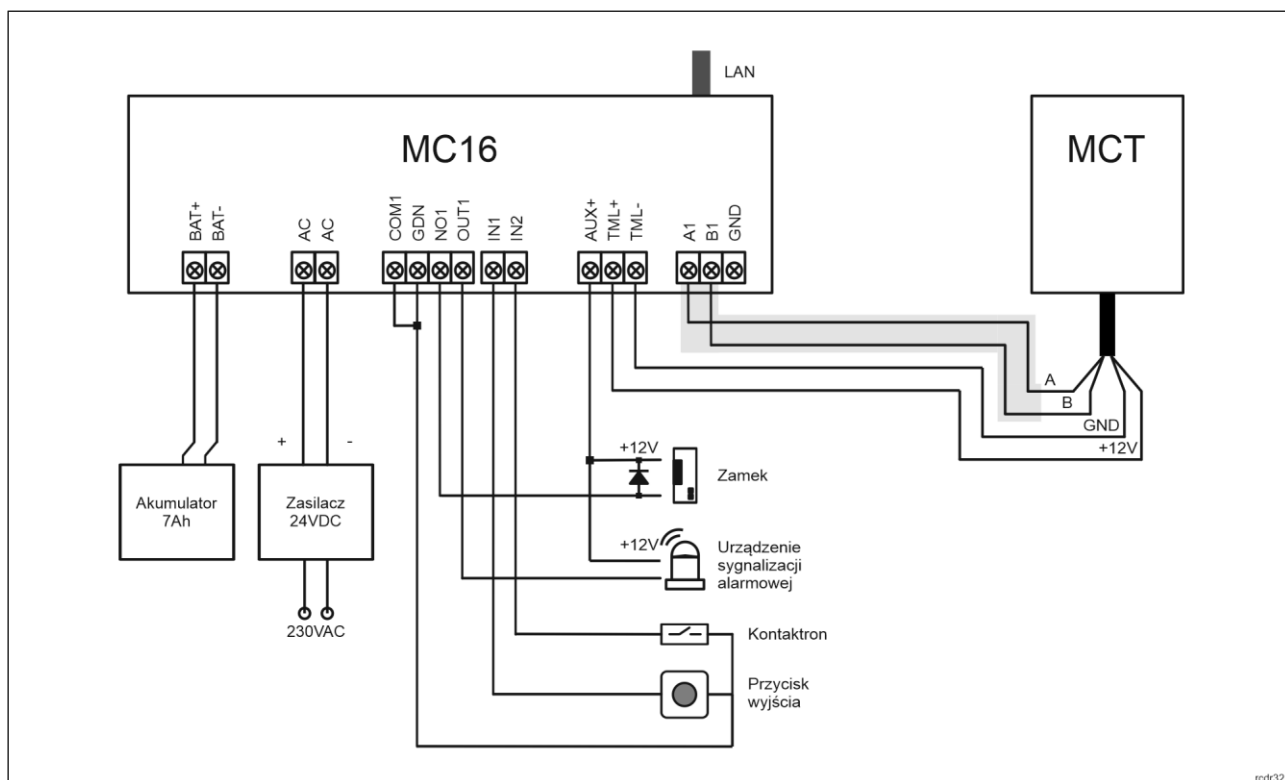 LAN
MC16
MCT
BAT+
BAT-
AC
AC
COM1
GDN
NO1
OUT1
IN1
IN2
AUX+
TML+
TML-
A1
B1
GND
A
B
GND
+12V
+
-
Akumulator
7Ah
Zasilacz
24VDC
230VAC
+12V
Zamek
+12V
Urządzenie
sygnalizacji
alarmowej
Kontaktron
Przycisk
wyjścia
rcdr32